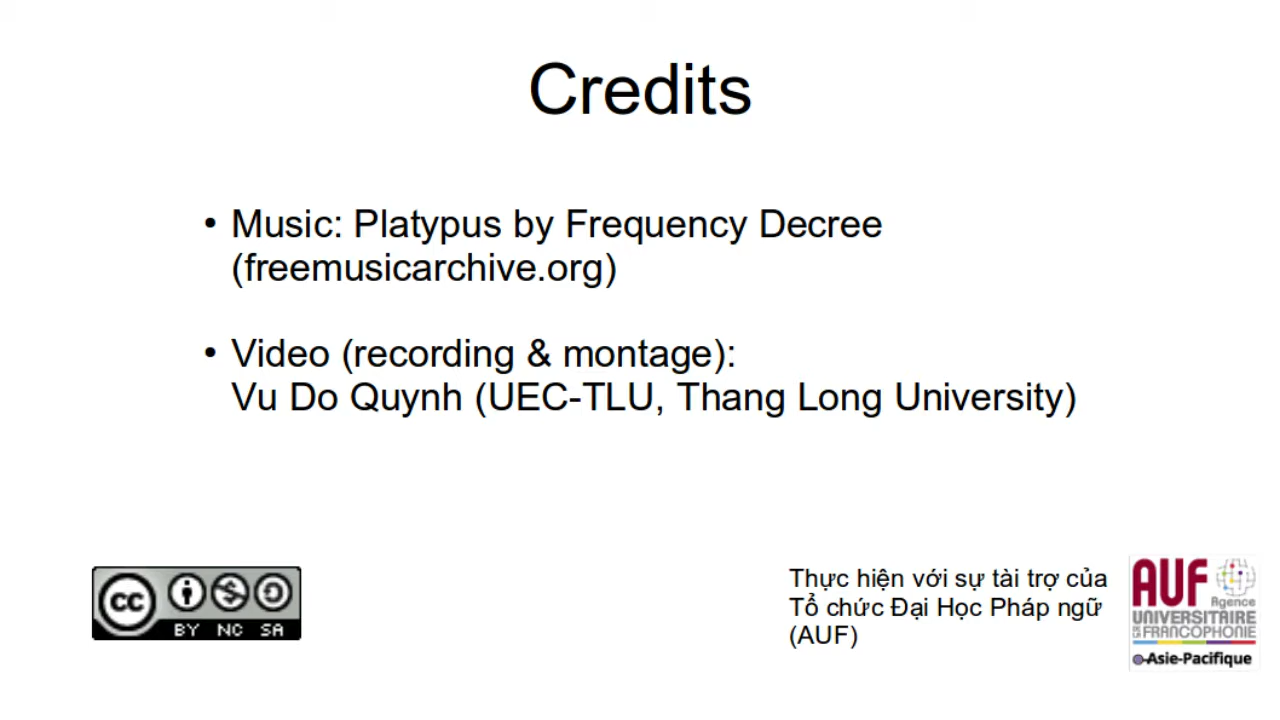 Credits
• Music: Platypus by Frequency Decree
(freemusicarchive.org)
• Video (recording & montage):
Vu Do Quynh (UEC-TLU, Thang Long University)
cc
BY NC SA
Thực hiện với sự tài trợ của
Tổ chức Đại Học Pháp ngữ
(AUF)
AUF
Agence
UNIVERSITAIRE
DE LA FRANCOPHONIE
Asie-Pacifique